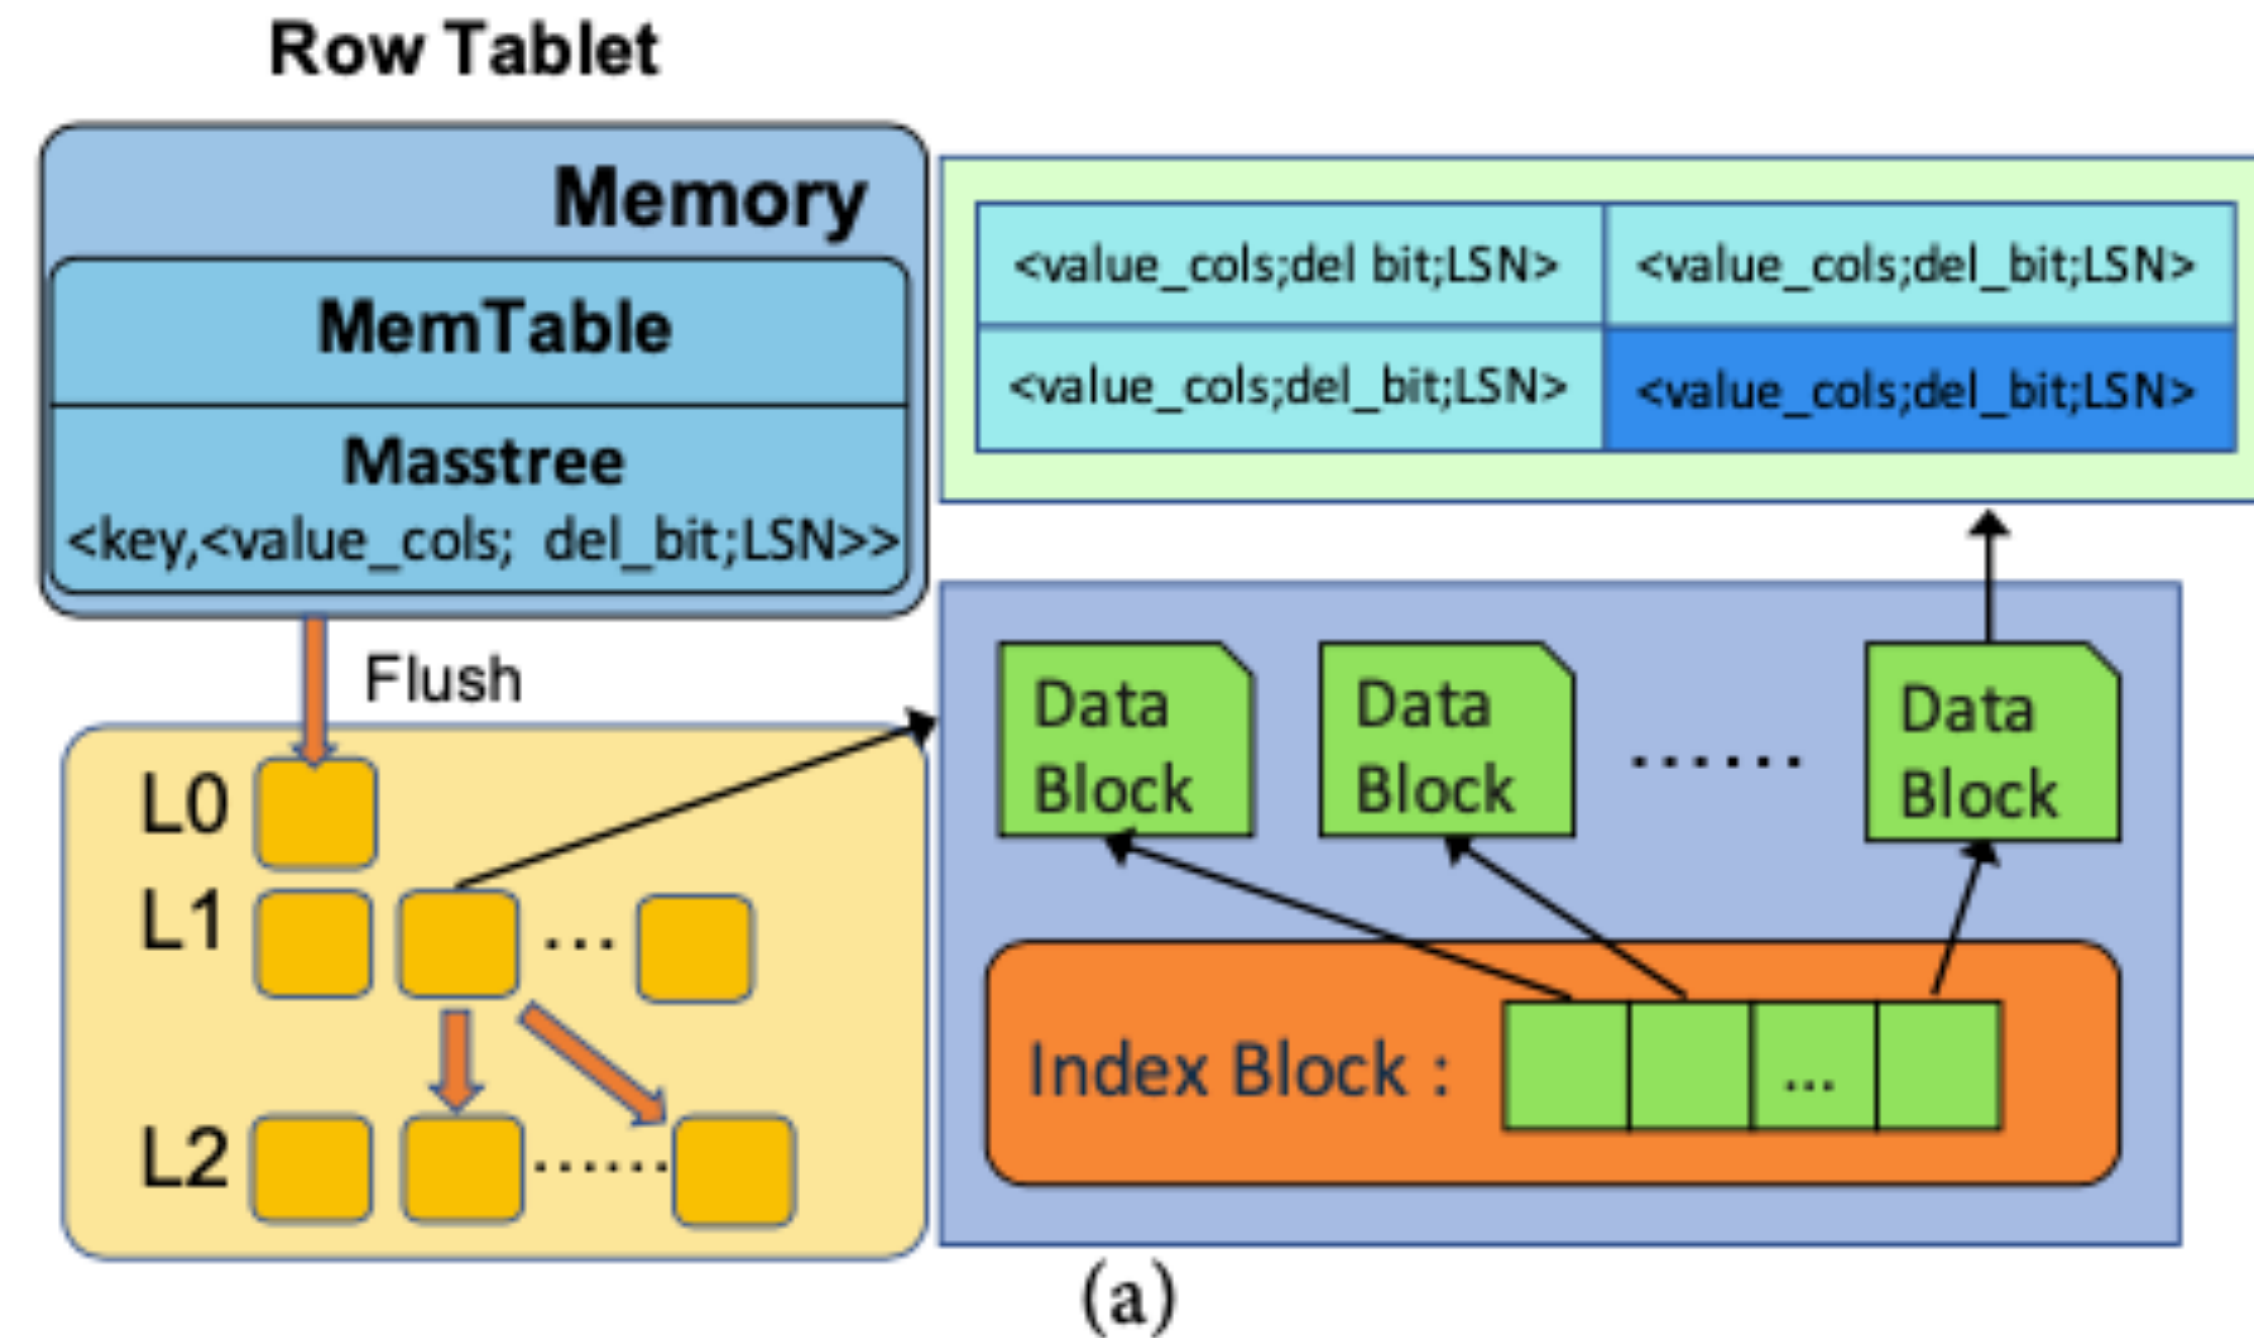 Row Tablet
Memory
MemTable
Masstree
<key,<value_cols; del_bit;LSN>>
<value_cols;del bit;LSN> <value_cols;del_bit;LSN>
<value_cols;del_bit;LSN> <value_cols;del_bit;LSN>
Flush
L0
L1
...
L2
......
Data
Block
Data
Block
......
Data
Block
Index Block :
...
(a)